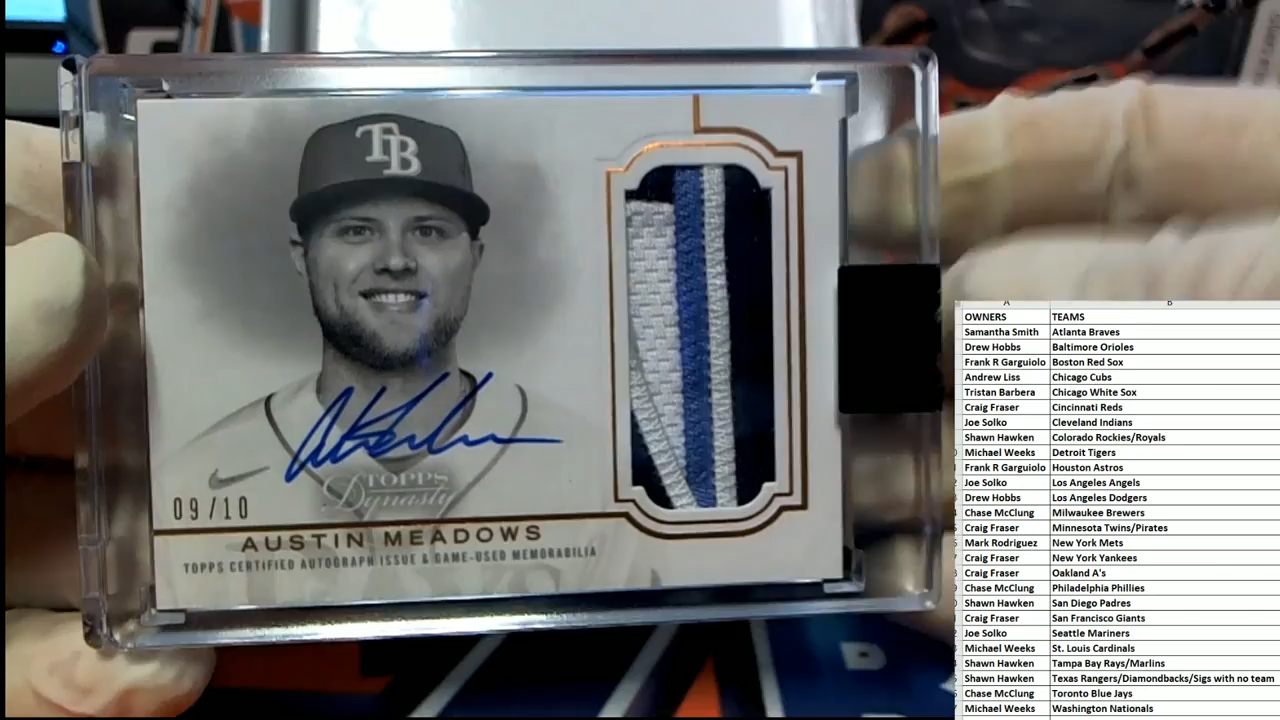 TB
TOPPS
Dynasty
09/10
AUSTIN MEADOWS
TOPPS CERTIFIED AUTOGRAPH ISSUE & GAME-USED MEMORABILIA
A B
OWNERS TEAMS
Samantha Smith Atlanta Braves
Drew Hobbs Baltimore Orioles
Frank R Garguiolo Boston Red Sox
Andrew Liss Chicago Cubs
Tristan Barbera Chicago White Sox
Craig Fraser Cincinnati Reds
Joe Solko Cleveland Indians
Shawn Hawken Colorado Rockies/Royals
Michael Weeks Detroit Tigers
Frank R Garguiolo Houston Astros
Joe Solko Los Angeles Angels
Drew Hobbs Los Angeles Dodgers
Chase McClung Milwaukee Brewers
Craig Fraser Minnesota Twins/Pirates
Mark Rodriguez New York Mets
Craig Fraser New York Yankees
Craig Fraser Oakland A's
Chase McClung Philadelphia Phillies
Shawn Hawken San Diego Padres
Craig Fraser San Francisco Giants
Joe Solko Seattle Mariners
Michael Weeks St. Louis Cardinals
Shawn Hawken Tampa Bay Rays/Marlins
Shawn Hawken Texas Rangers/Diamondbacks/Sigs with no team
Chase McClung Toronto Blue Jays
Michael Weeks Washington Nationals